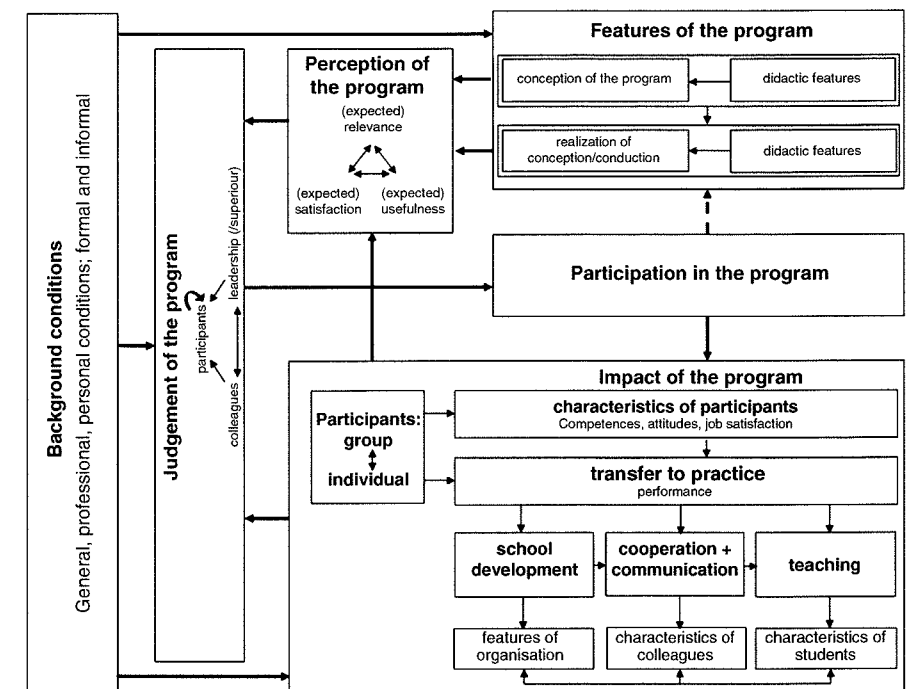 Background conditions
General, professional, personal conditions; formal and informal
Judgement of the program
participants
leadership (/superiour)
colleagues
Perception of
the program
(expected)
relevance
(expected)
satisfaction
(expected)
usefulness
Features of the program
conception of the program
didactic features
realization of
conception/conduction
didactic features
Participation in the program
Impact of the program
Participants:
group
individual
characteristics of participants
Competences, attitudes, job satisfaction
transfer to practice
performance
school
development
cooperation +
communication
teaching
features of
organisation
characteristics of
colleagues
characteristics of
students